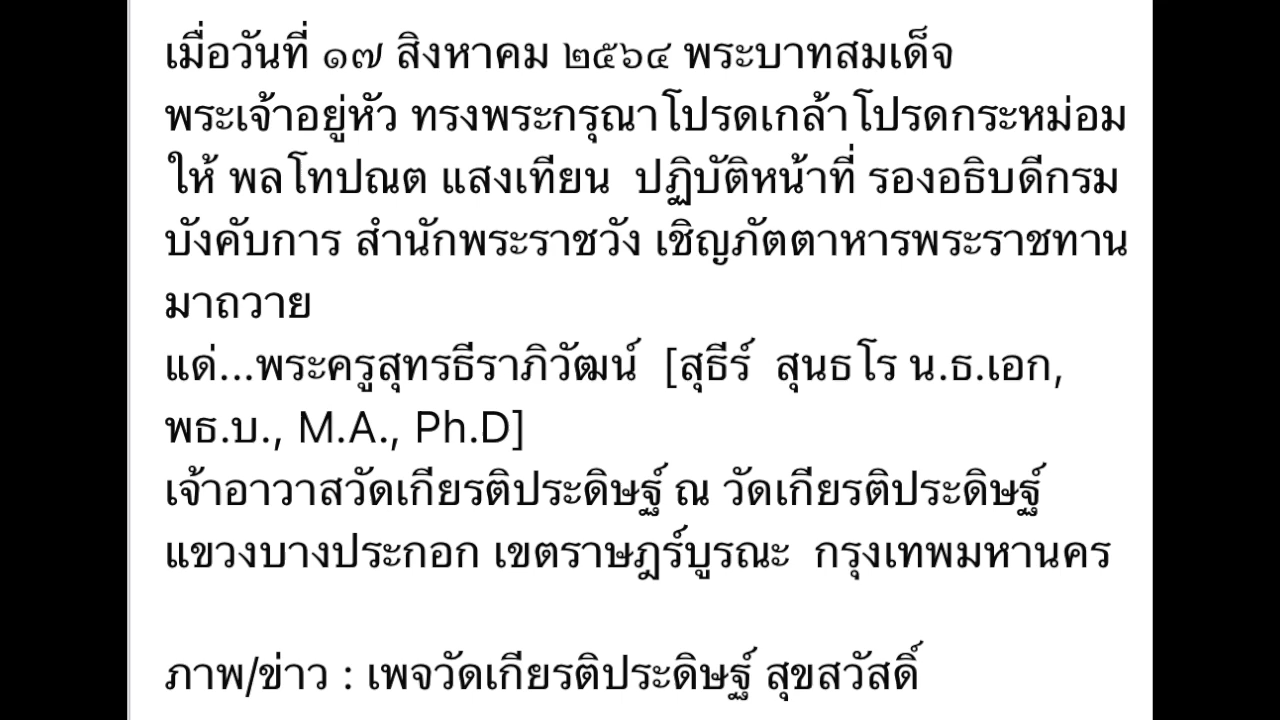 เมื่อวันที่ ๑๗ สิงหาคม ๒๕๖๔ พระบาทสมเด็จ
พระเจ้าอยู่หัว ทรงพระกรุณาโปรดเกล้าโปรดกระหม่อม
ให้ พลโทปณต แสงเทียน  ปฏิบัติหน้าที่ รองอธิบดีกรม
บังคับการ สำนักพระราชวัง เชิญภัตตาหารพระราชทาน
มาถวาย
แด่...พระครูสุทรธีราภิวัฒน์  [สุธีร์  สุนธโร น.ธ.เอก,
พธ.บ., M.A., Ph.D]
เจ้าอาวาสวัดเกียรติประดิษฐ์ ณ วัดเกียรติประดิษฐ์
แขวงบางปะกอก เขตราษฎร์บูรณะ  กรุงเทพมหานคร
ภาพ/ข่าว : เพจวัดเกียรติประดิษฐ์ สุขสวัสดิ์